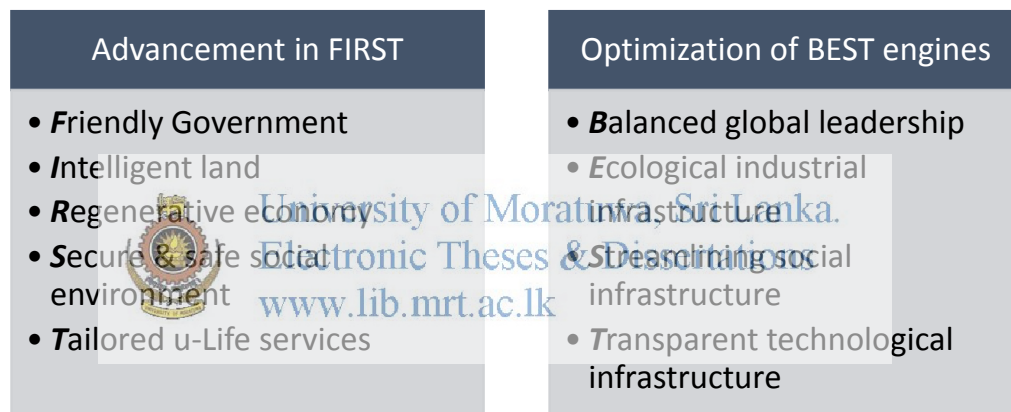 Advancement in FIRST
• Friendly Government
• Intelligent land
• Regenerative economy
• Secure & safe social
environment
• Tailored u-Life services
Optimization of BEST engines
• Balanced global leadership
• Ecological industrial
infrastructure
• Streamlining social
infrastructure
• Transparent technological
infrastructure
University of Moratuwa, Sri Lanka.
Electronic Theses & Dissertations
www.lib.mrt.ac.lk